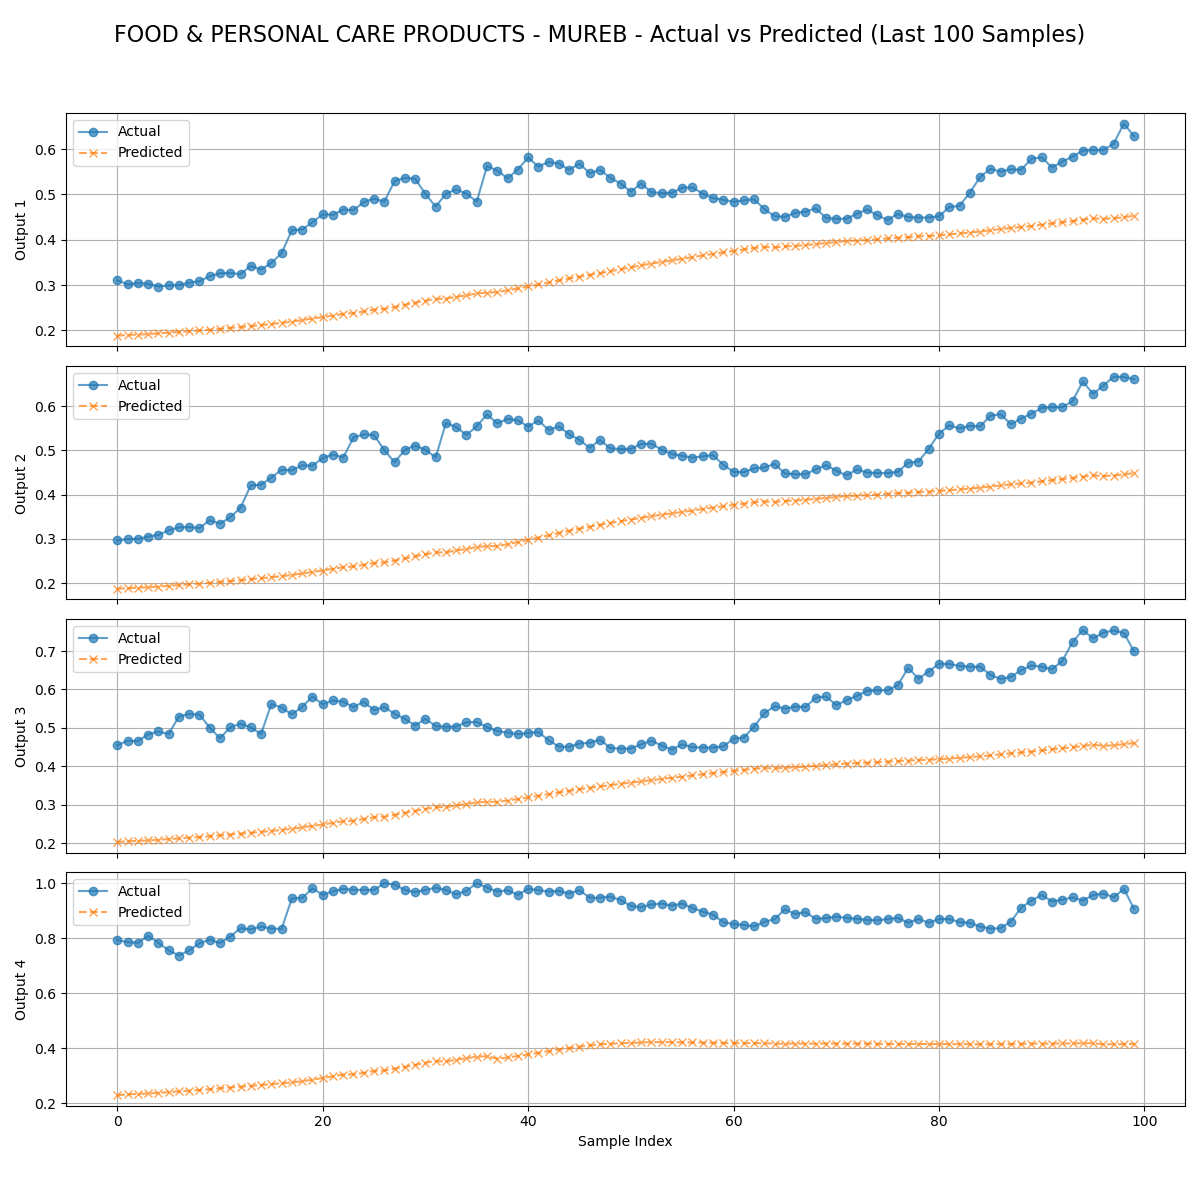 FOOD & PERSONAL CARE PRODUCTS - MUREB - Actual vs Predicted (Last 100 Samples)
Output 1
0.6
0.5
0.4
0.3
0.2
Actual
Predicted
Output 2
0.6
0.5
0.4
0.3
0.2
Actual
Predicted
Output 3
0.7
0.6
0.5
0.4
0.3
0.2
Actual
Predicted
Output 4
1.0
0.8
0.6
0.4
0.2
Actual
Predicted
0 20 40 60 80 100
Sample Index